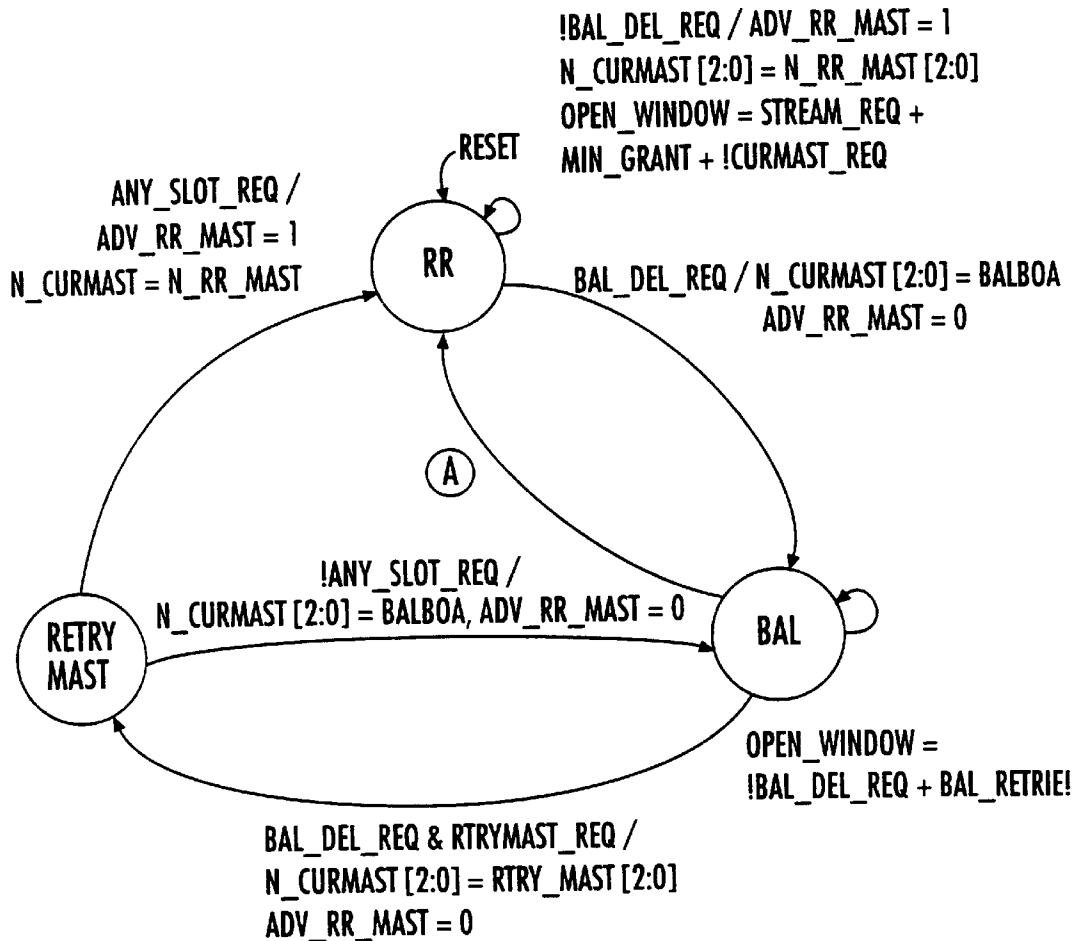 !BAL_DEL_REQ / ADV_RR_MAST = 1
N_CURMAST [2:0] = N_RR_MAST [2:0]
OPEN_WINDOW = STREAM_REQ +
MIN_GRANT + !CURMAST_REQ
RESET
ANY_SLOT_REQ /
ADV_RR_MAST = 1
N_CURMAST = N_RR_MAST
RR
BAL_DEL_REQ / N_CURMAST [2:0] = BALBOA
ADV_RR_MAST = 0
A
!ANY_SLOT_REQ /
N_CURMAST [2:0] = BALBOA, ADV_RR_MAST = 0
RETRY
MAST
BAL
OPEN_WINDOW =
!BAL_DEL_REQ + BAL_RETRIE!
BAL_DEL_REQ & RTRYMAST_REQ /
N_CURMAST [2:0] = RTRY_MAST [2:0]
ADV_RR_MAST = 0